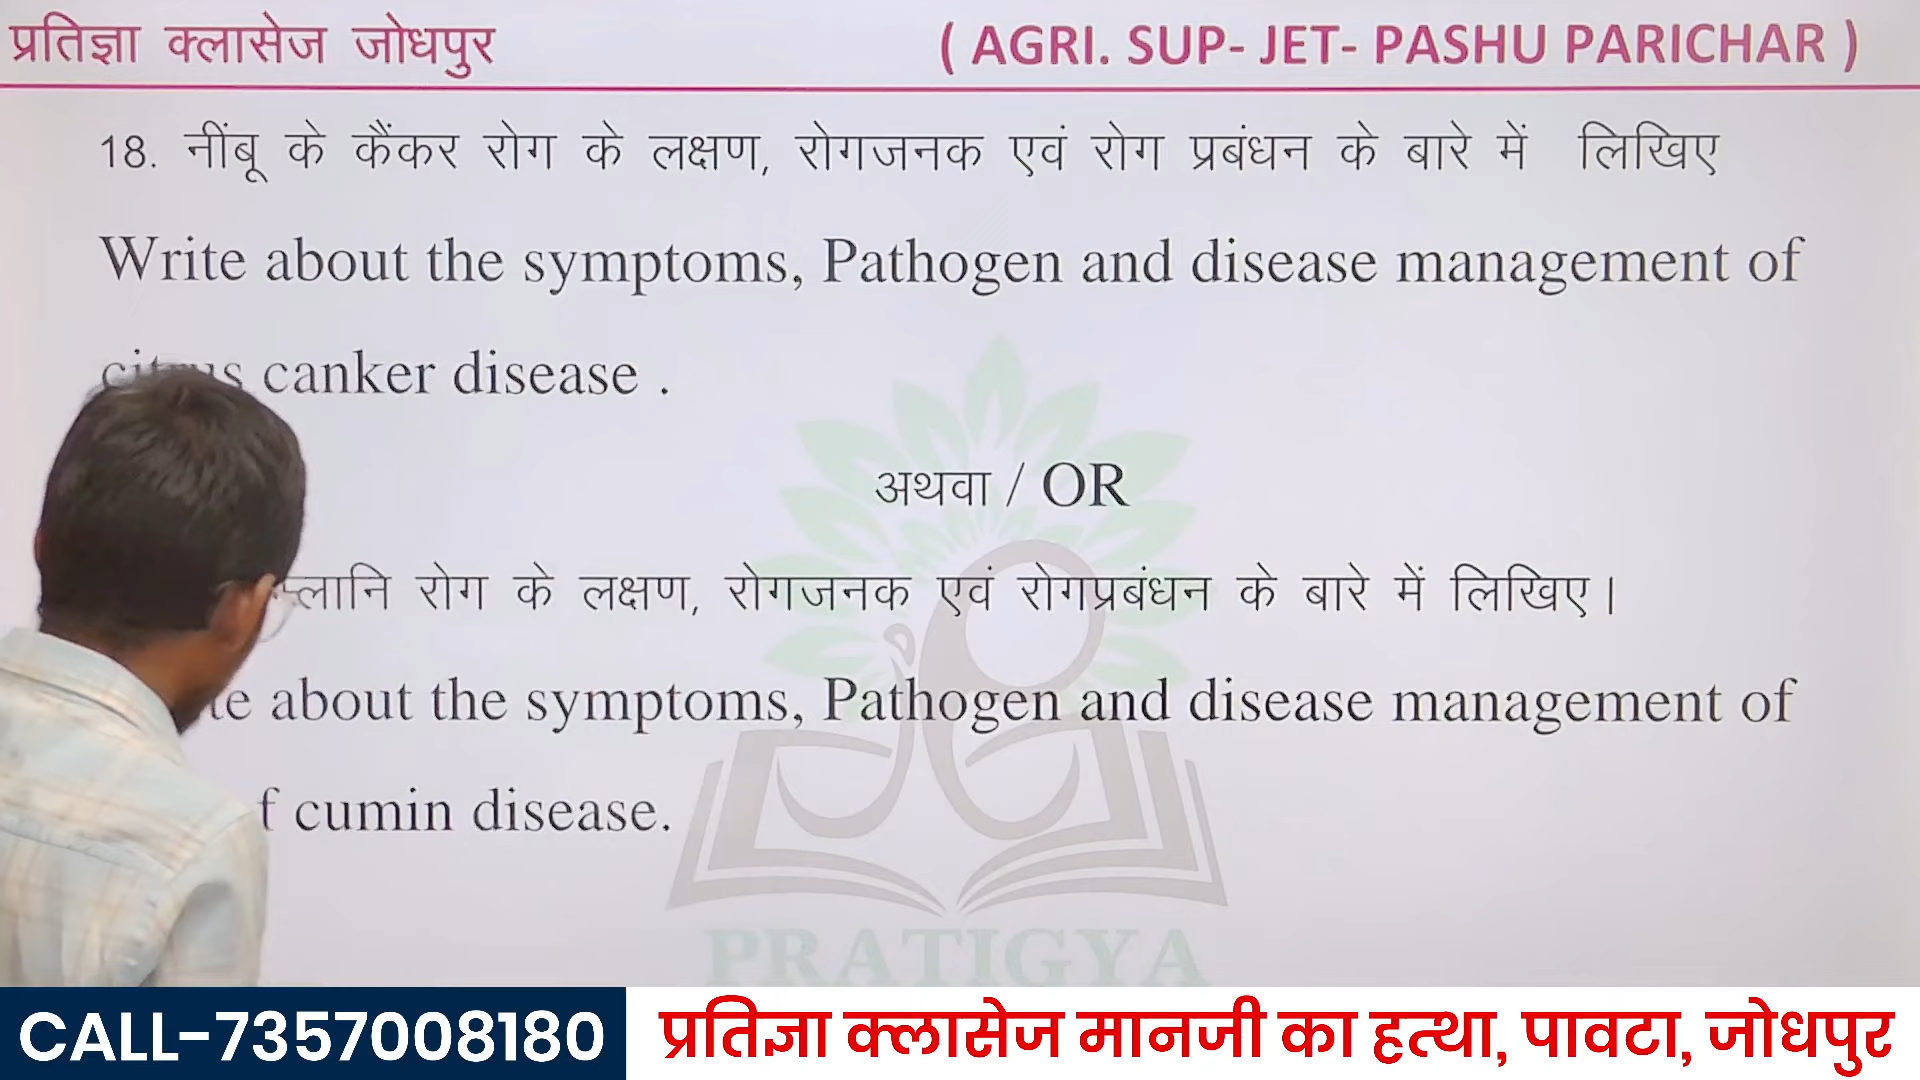 प्रतिज्ञा क्लासेज जोधपुर
( AGRI. SUP- JET- PASHU PARICHAR )
18. नींबू के कैंकर रोग के लक्षण, रोगजनक एवं रोग प्रबंधन के बारे में लिखिए
Write about the symptoms, Pathogen and disease management of
citrus canker disease .
अथवा / OR
रोग के लक्षण, रोगजनक एवं रोगप्रबंधन के बारे में लिखिए।
about the symptoms, Pathogen and disease management of
cumin disease.
PRATIGYA
CALL-7357008180
प्रतिज्ञा क्लासेज मानजी का हत्था, पावटा, जोधपुर